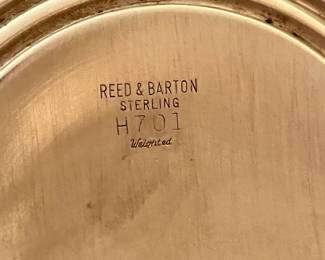 REED & BARTON
STERLING
H701
Weighted